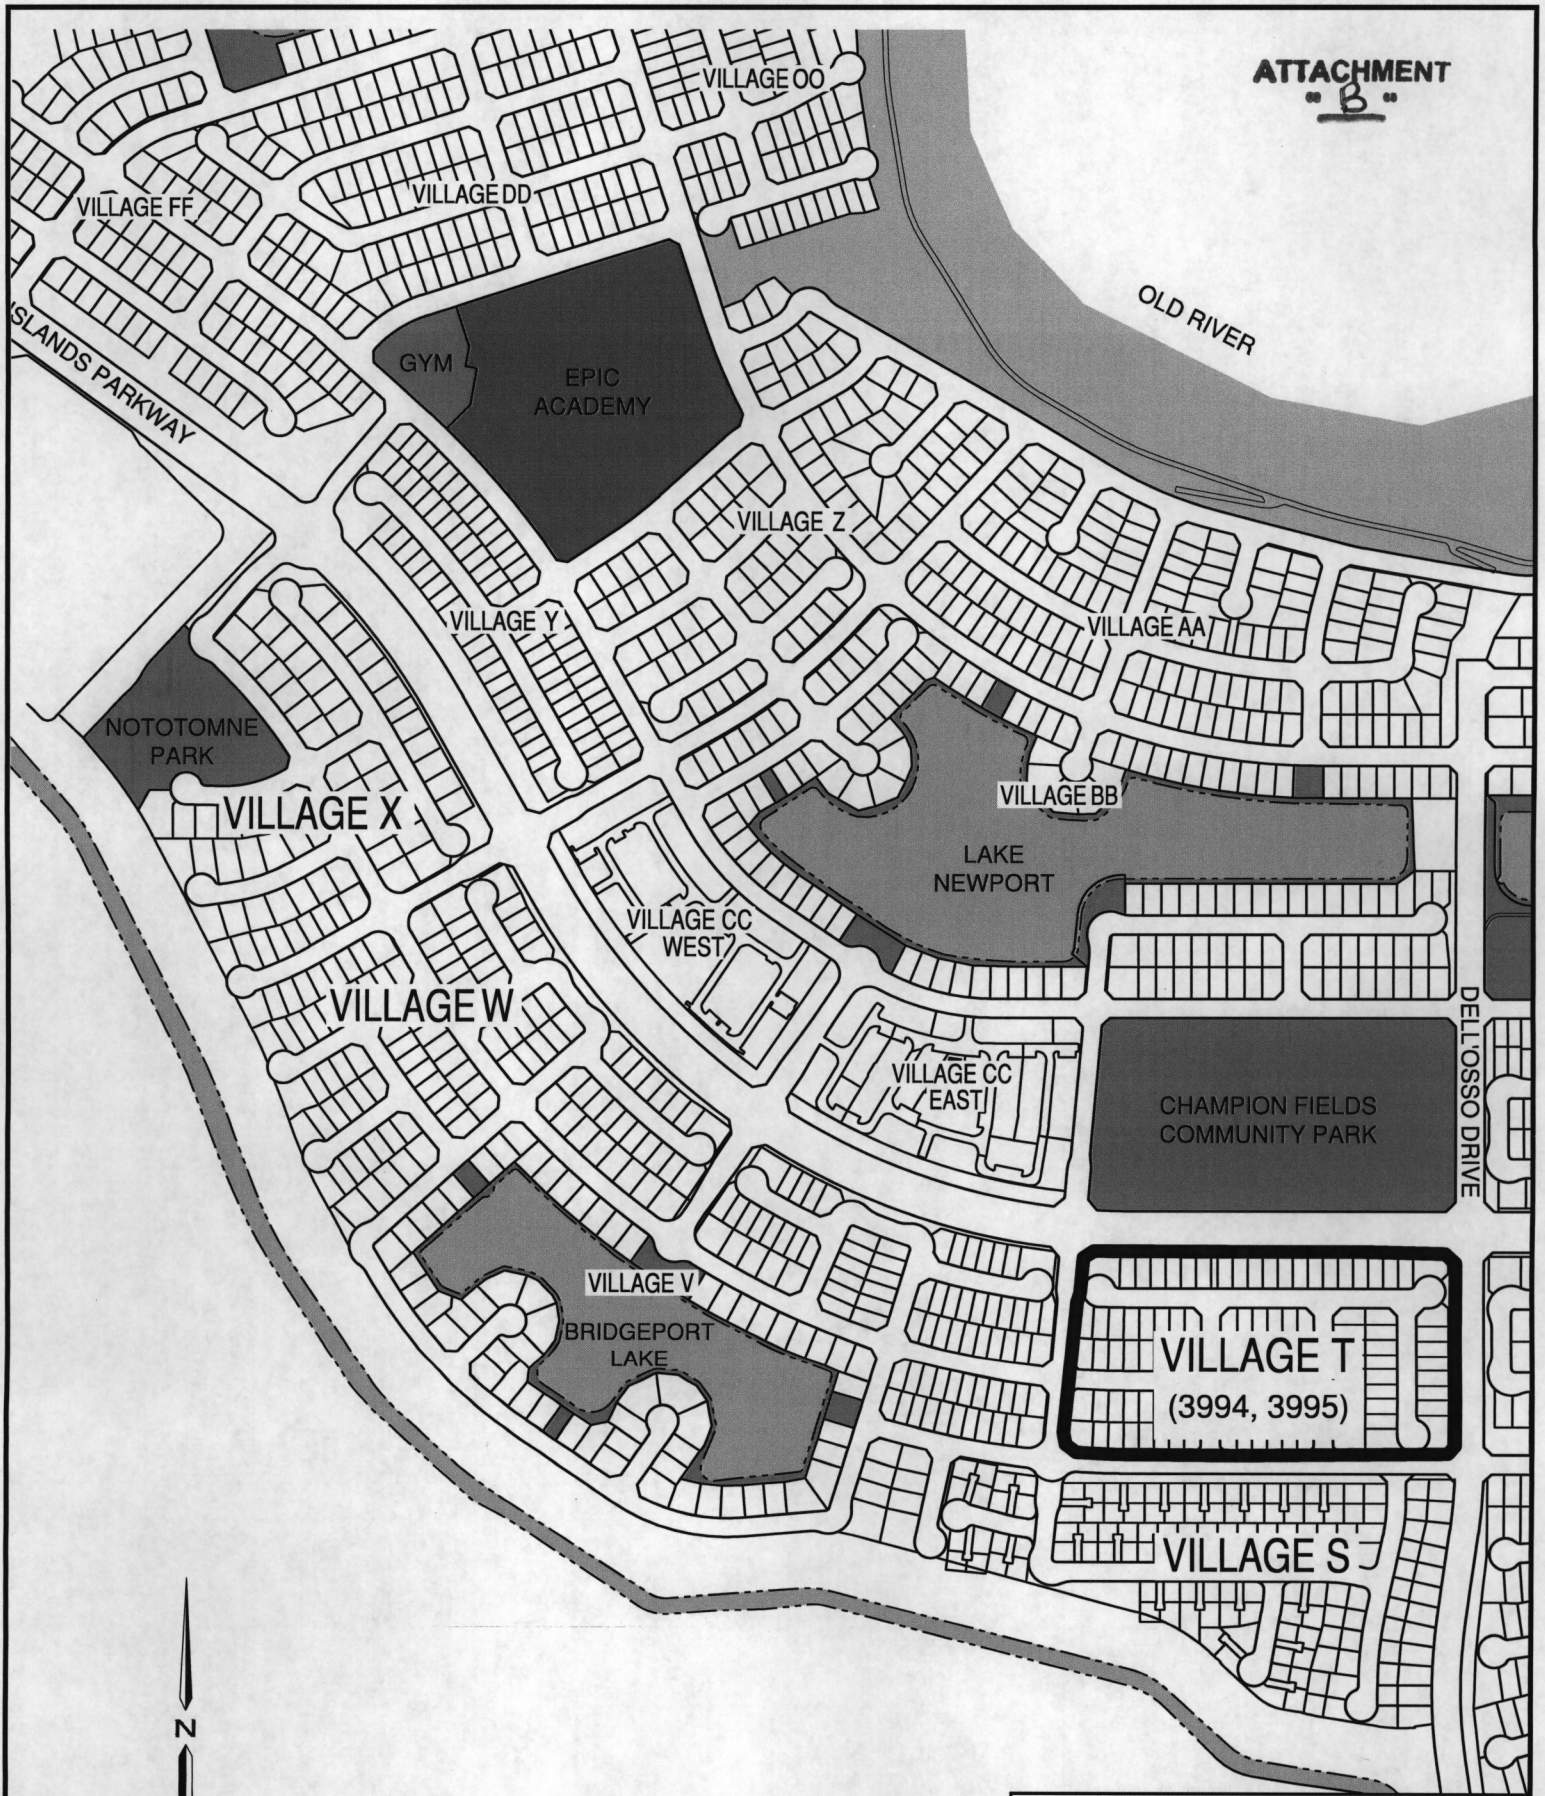 ATTACHMENT
"B"
VILLAGE OO
VILLAGE FF
VILLAGE DD
OLD RIVER
ISLANDS PARKWAY
GYM
EPIC
ACADEMY
VILLAGE Z
VILLAGE Y
VILLAGE AA
NOTOTOMNE
PARK
VILLAGE X
VILLAGE BB
LAKE
NEWPORT
VILLAGE CC
WEST
VILLAGE W
VILLAGE CC
EAST
CHAMPION FIELDS
COMMUNITY PARK
DELL'OSSO DRIVE
VILLAGE V
BRIDGEPORT
LAKE
VILLAGE T
(3994, 3995)
VILLAGE S
N